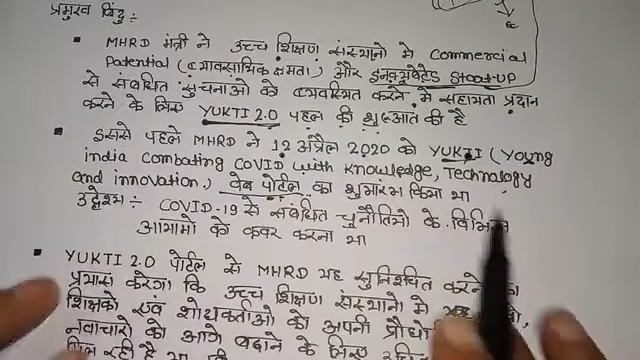 प्रमुख बिंदु :-
MHRD मंत्री ने उच्च शिक्षण संस्थानो मे Commercial
Potential (व्यावसायिक क्षमता) और इनक्यूबेटेड Start-up
से संबंधित सुचनाओ को व्यवस्थित करने मे सहायता प्रदान
करने के लिए YUKTI 2.0 पहल की शुरुआत की है
इससे पहले MHRD ने 12 अप्रैल 2020 को YUKTI (Young
india Combating COVID with Knowledge, Technology
and innovation) वेब पोर्टल का शुभारंभ किया था
उद्देश्य :- COVID-19 से संबंधित चुनौतियो के
आयामो को कवर करना था
YUKTI 2.0 पोर्टल से MHRD यह सुनिश्चित करने का
प्रयास करेगा कि उच्च शिक्षण संस्थानो मे
शिक्षको एवं शोधकर्ताओ को अपनी
नवाचारो को आगे बढाने के लिए
मिल रही है